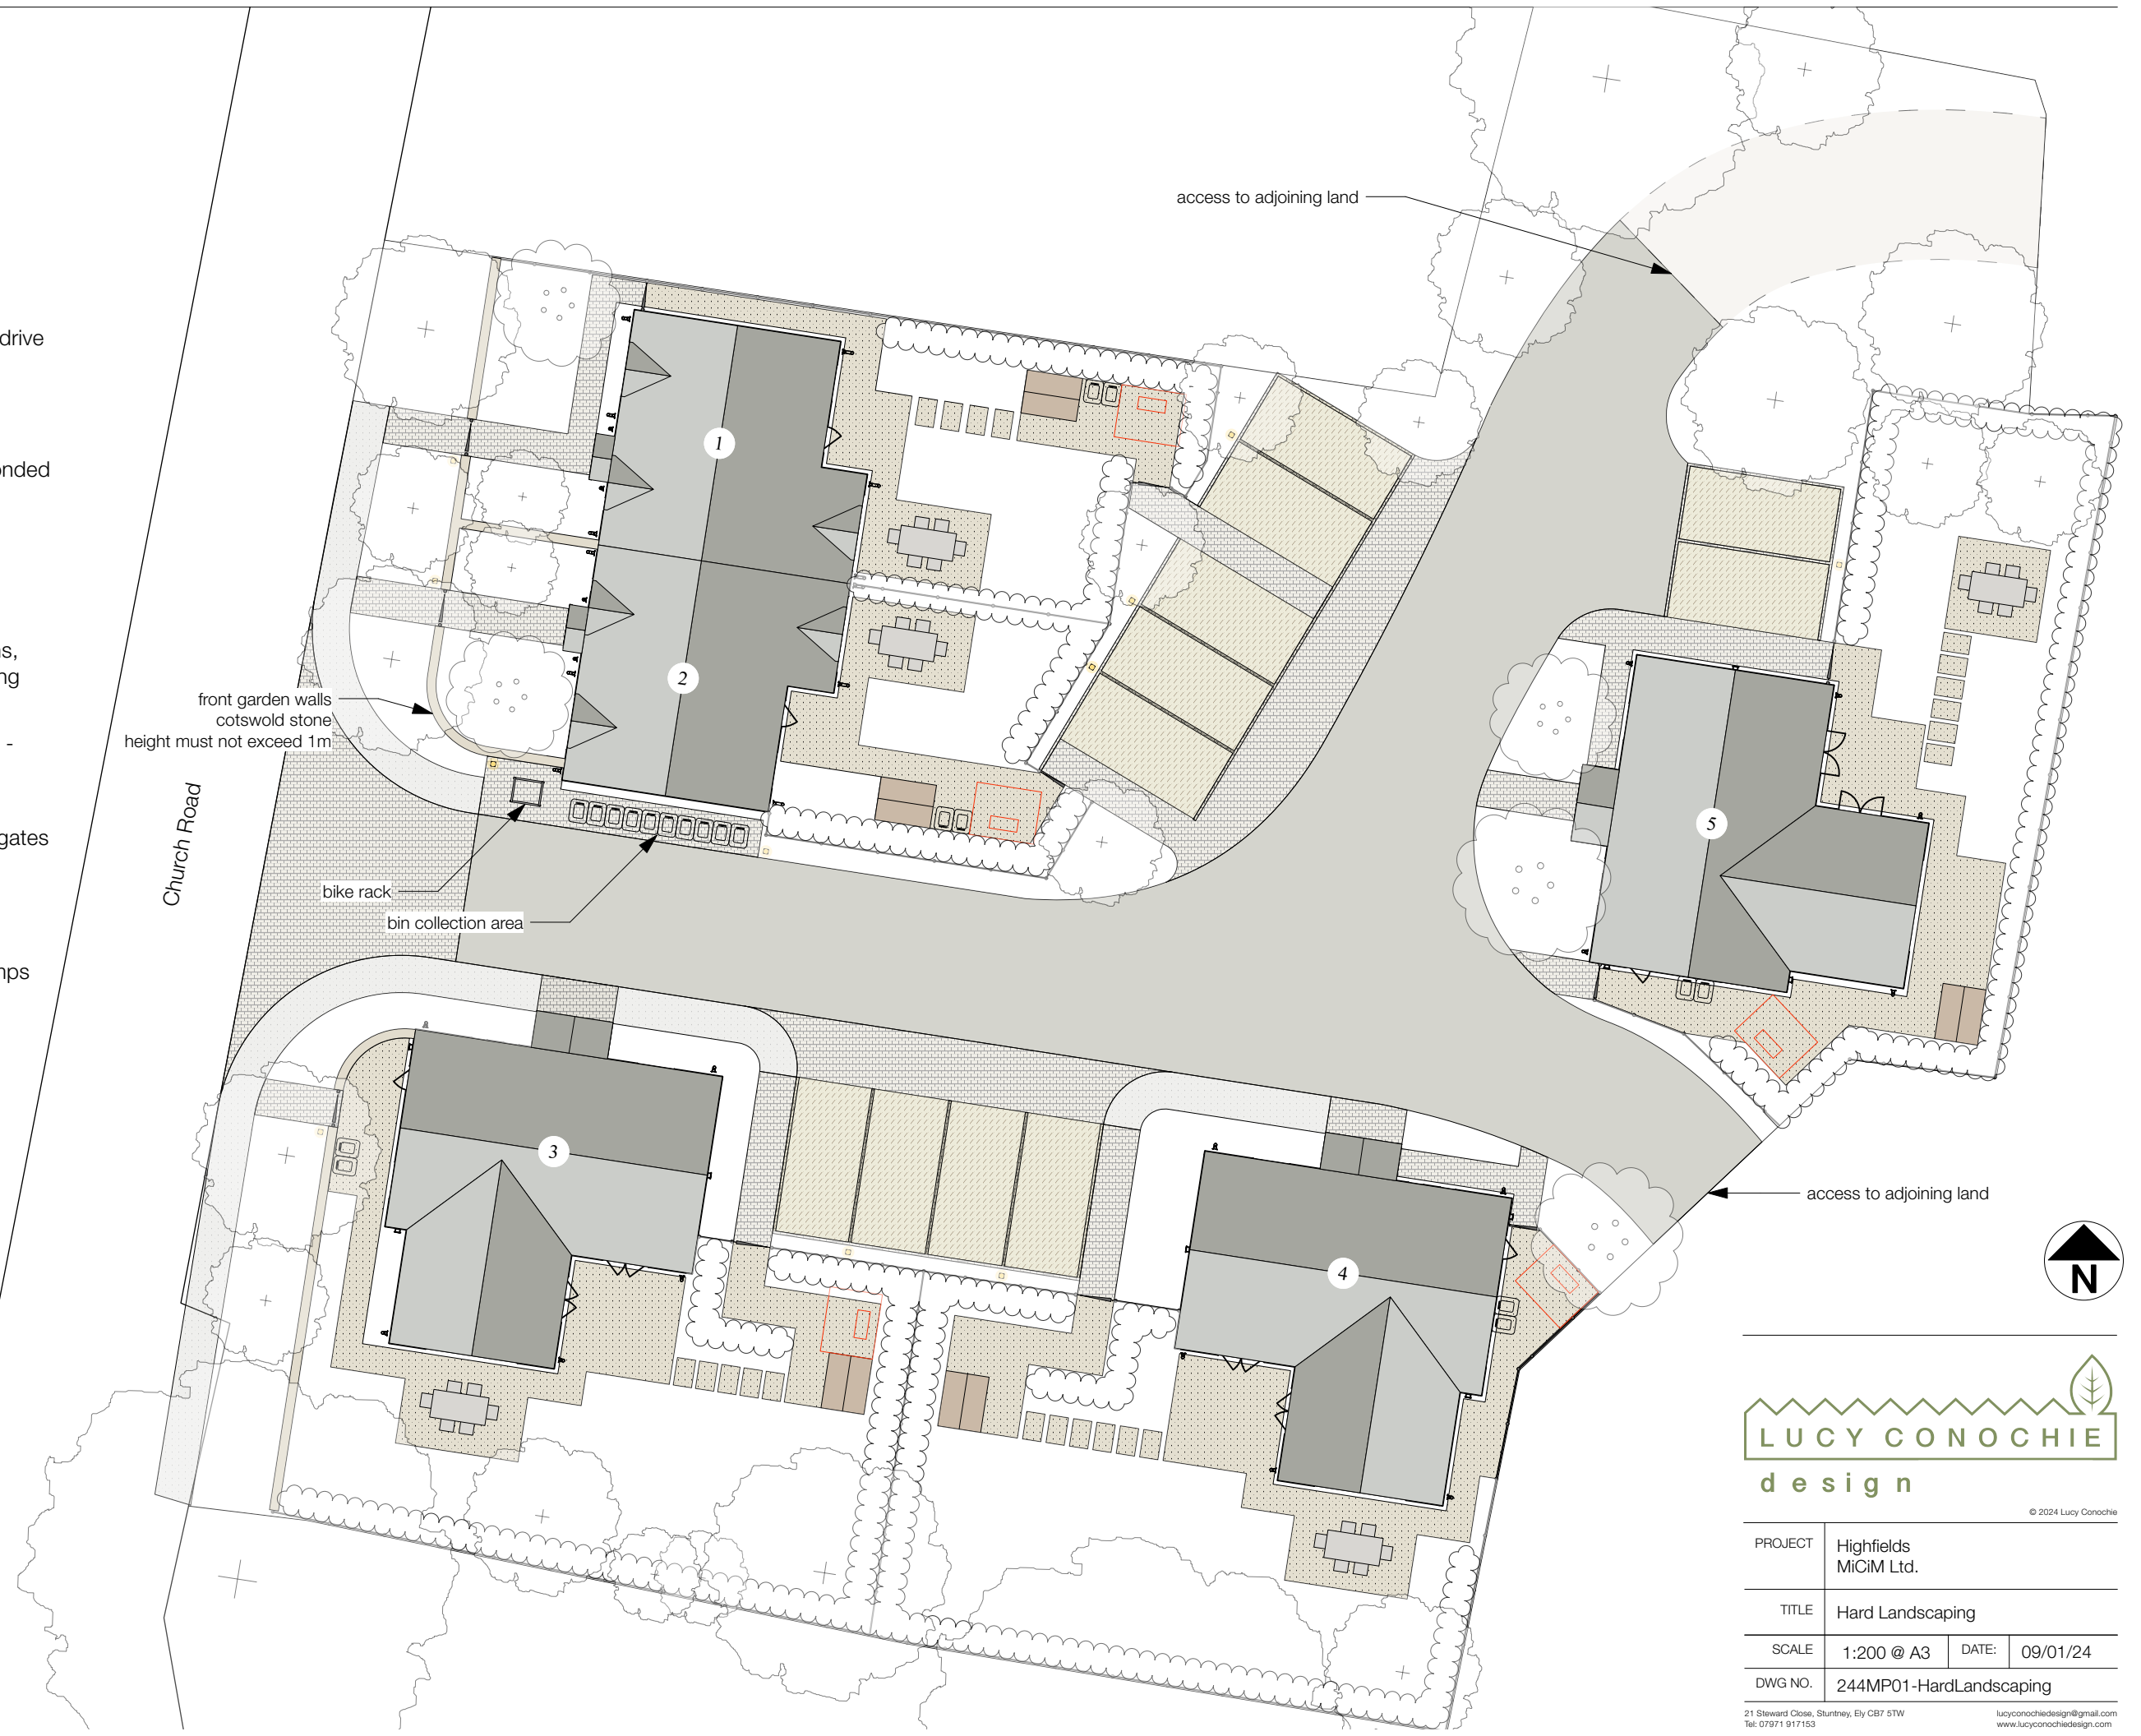 drive
onded
ns,
ng
-
gates
mps
access to adjoining land
front garden walls
cotswold stone
height must not exceed 1m
Church Road
bike rack
bin collection area
1
2
3
4
5
access to adjoining land
N
LUCY CONOCHIE
design
© 2024 Lucy Conochie
PROJECT
Highfields
MiCiM Ltd.
TITLE
Hard Landscaping
SCALE
1:200 @ A3
DATE:
09/01/24
DWG NO.
244MP01-HardLandscaping
21 Steward Close, Stuntney, Ely CB7 5TW
Tel: 07971 917153
lucyconochiedesign@gmail.com
www.lucyconochiedesign.com